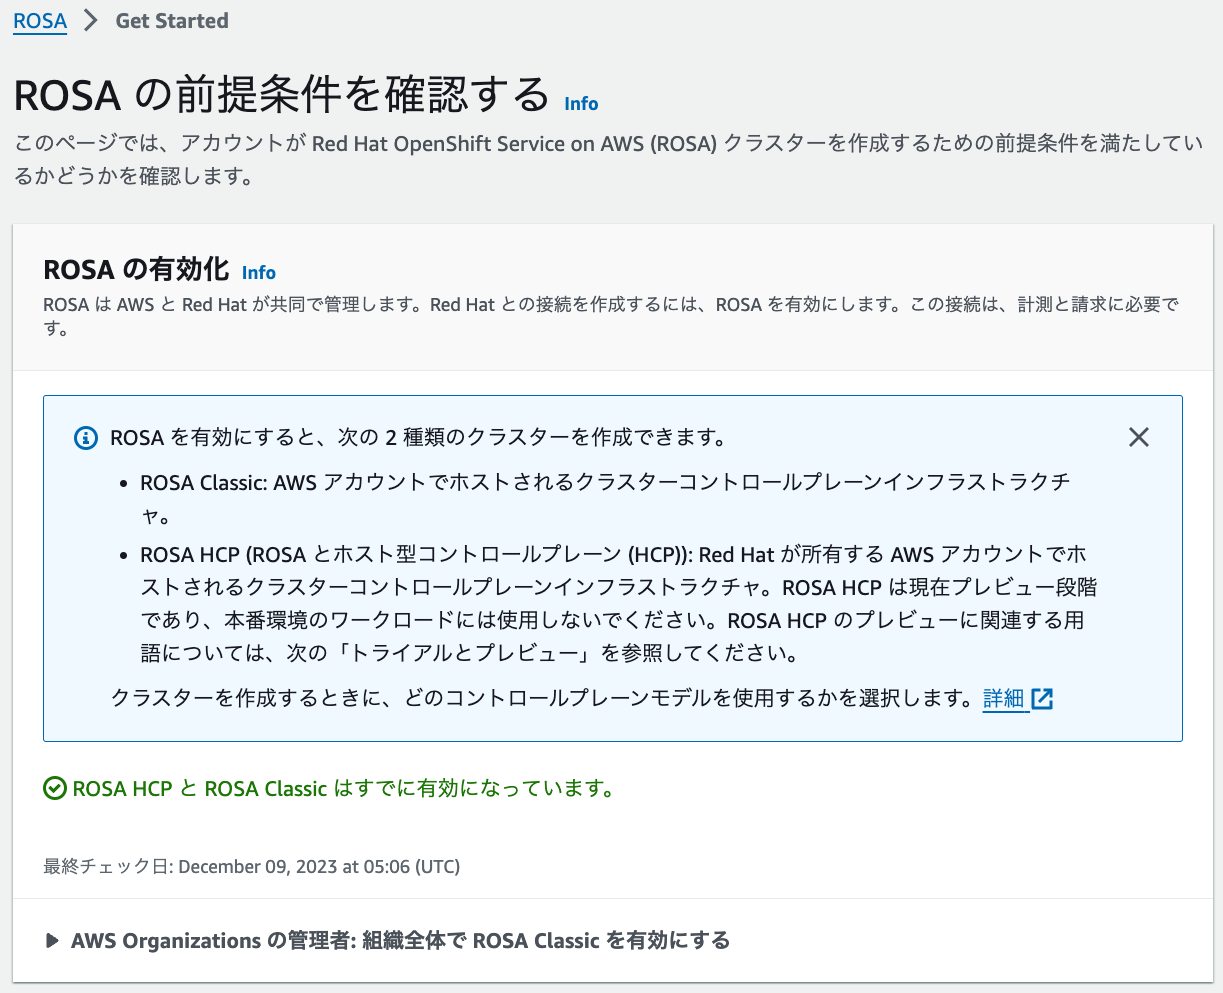 ROSA > Get Started
ROSA の前提条件を確認する Info
このページでは、アカウントが Red Hat OpenShift Service on AWS (ROSA) クラスターを作成するための前提条件を満たしてい
るかどうかを確認します。
ROSA の有効化 Info
ROSA は AWS と Red Hat が共同で管理します。Red Hat との接続を作成するには、ROSA を有効にします。この接続は、計測と請求に必要で
す。
ROSA を有効にすると、次の 2 種類のクラスターを作成できます。
• ROSA Classic: AWS アカウントでホストされるクラスターコントロールプレーンインフラストラクチ
ャ。
• ROSA HCP (ROSA とホスト型コントロールプレーン (HCP)): Red Hat が所有する AWS アカウントでホ
ストされるクラスターコントロールプレーンインフラストラクチャ。ROSA HCP は現在プレビュー段階
であり、本番環境のワークロードには使用しないでください。ROSA HCP のプレビューに関連する用
語については、次の「トライアルとプレビュー」を参照してください。
クラスターを作成するときに、どのコントロールプレーンモデルを使用するかを選択します。詳細
ROSA HCP と ROSA Classic はすでに有効になっています。
最終チェック日: December 09, 2023 at 05:06 (UTC)
AWS Organizations の管理者: 組織全体で ROSA Classic を有効にする